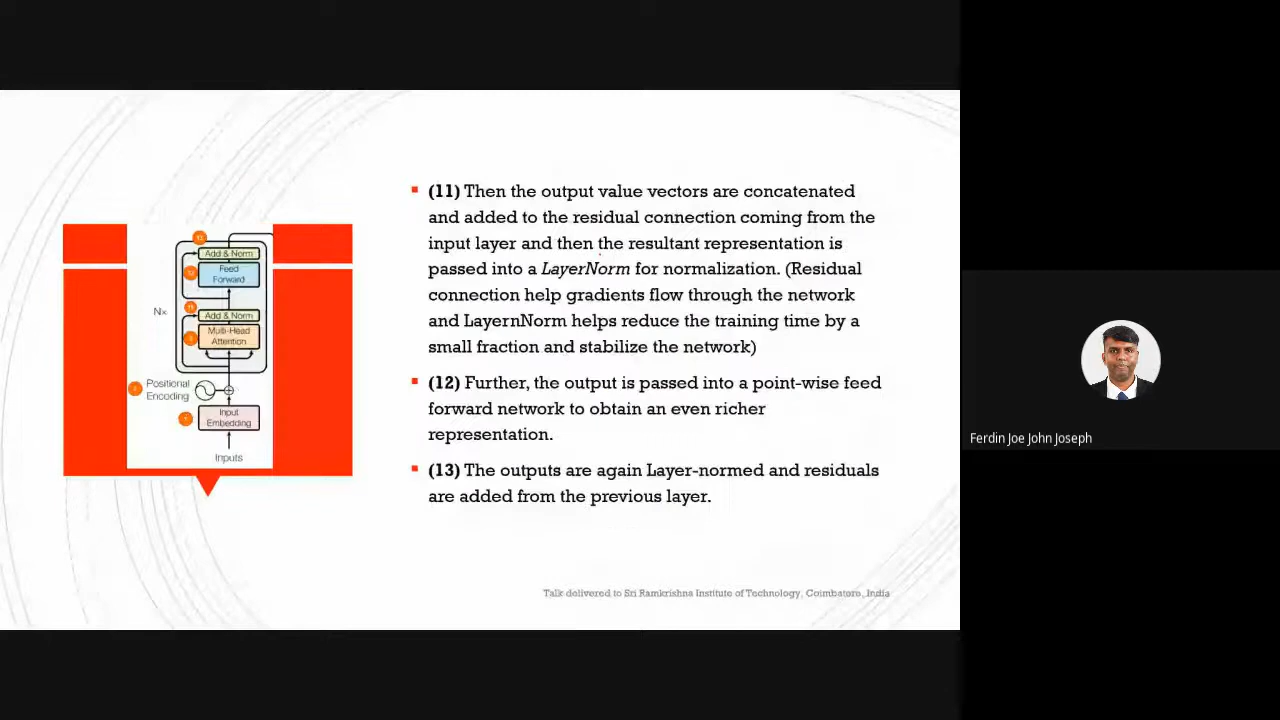 (11) Then the output value vectors are concatenated
and added to the residual connection coming from the
input layer and then the resultant representation is
passed into a LayerNorm for normalization. (Residual
connection help gradients flow through the network
and LayernNorm helps reduce the training time by a
small fraction and stabilize the network)
(12) Further, the output is passed into a point-wise feed
forward network to obtain an even richer
representation.
(13) The outputs are again Layer-normed and residuals
are added from the previous layer.
Add & Norm
Feed
Forward
Nx
Add & Norm
Multi-Head
Attention
Positional
Encoding
Input
Embedding
Inputs
Talk delivered to Sri Ramkrishna Institute of Technology, Coimbatore, India
Ferdin Joe John Joseph